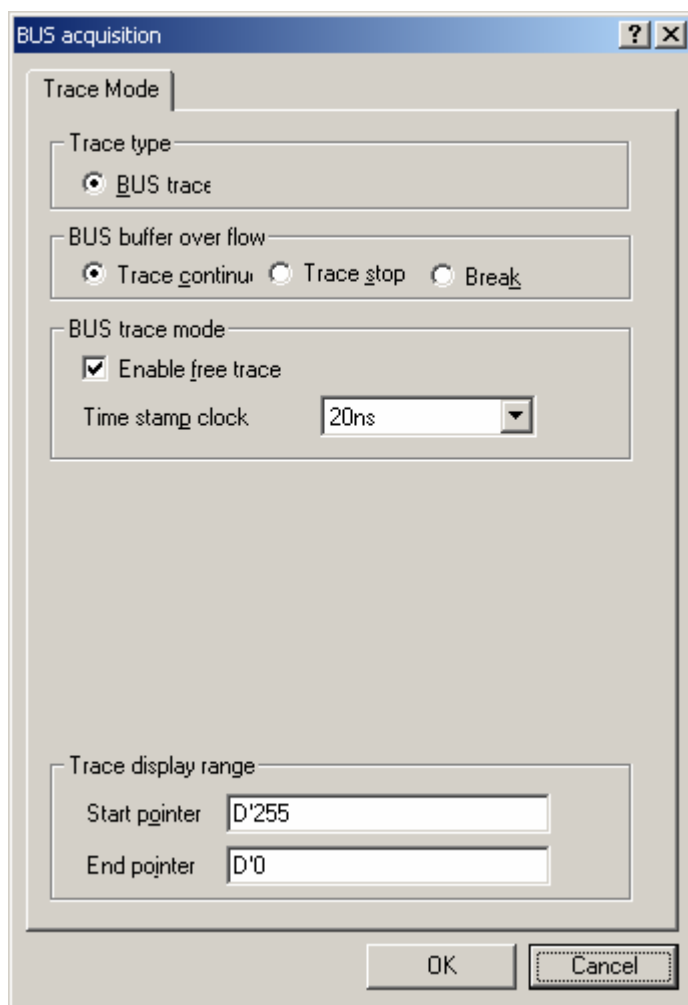 BUS acquisition
Trace Mode
Trace type
BUS trace
BUS buffer over flow
Trace continu Trace stop Break
BUS trace mode
Enable free trace
Time stamp clock 20ns
Trace display range
Start pointer D'255
End pointer D'0
OK Cancel